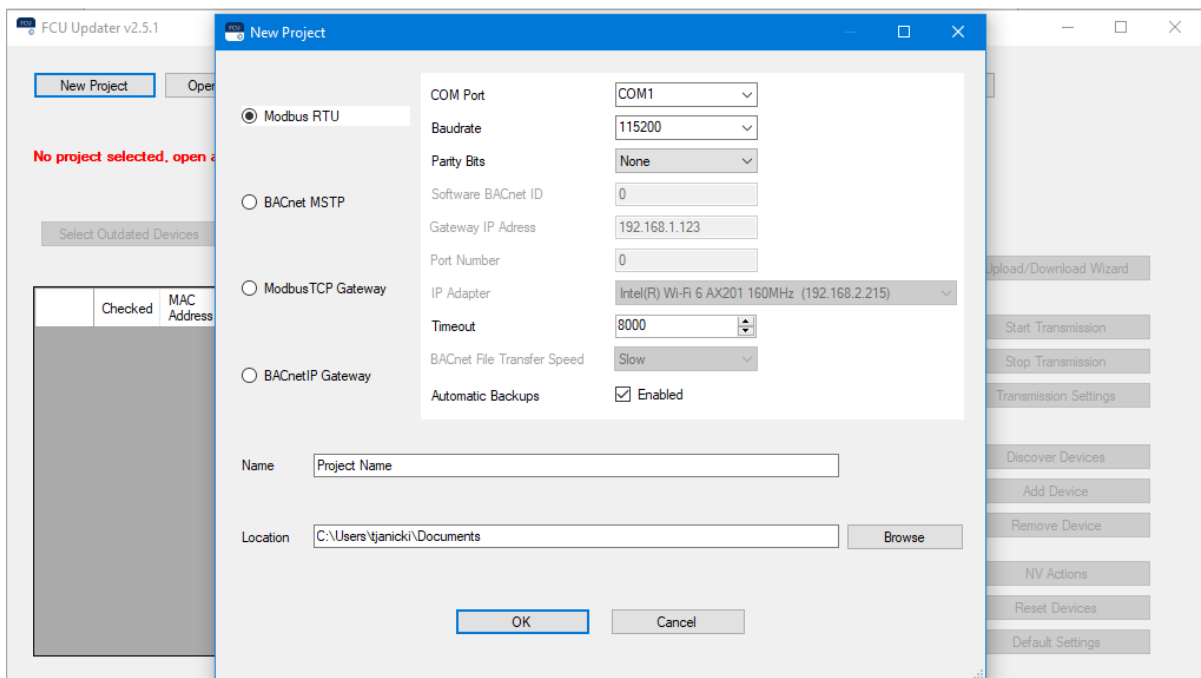 FCU Updater v2.5.1
New Project
No project selected, open
Select Outdated Devices
Checked
MAC
Address
FCU
New Project
Modbus RTU
BACnet MSTP
ModbusTCP Gateway
BACnetIP Gateway
COM Port COM1
Baudrate 115200
Parity Bits None
Software BACnet ID 0
Gateway IP Adress 192.168.1.123
Port Number 0
IP Adapter Intel(R) Wi-Fi 6 AX201 160MHz (192.168.2.215)
Timeout 8000
BACnet File Transfer Speed Slow
Automatic Backups Enabled
Name Project Name
Location C:\Users\tjanicki\Documents Browse
OK Cancel
Upload/Download Wizard
Start Transmission
Stop Transmission
Transmission Settings
Discover Devices
Add Device
Remove Device
NV Actions
Reset Devices
Default Settings